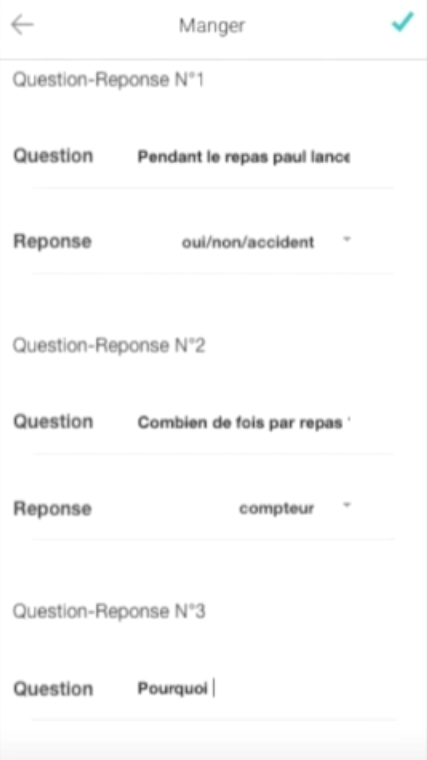 Manger
Question-Reponse N°1
Question Pendant le repas paul lance
Reponse oui/non/accident
Question-Reponse N°2
Question Combien de fois par repas
Reponse compteur
Question-Reponse N°3
Question Pourquoi